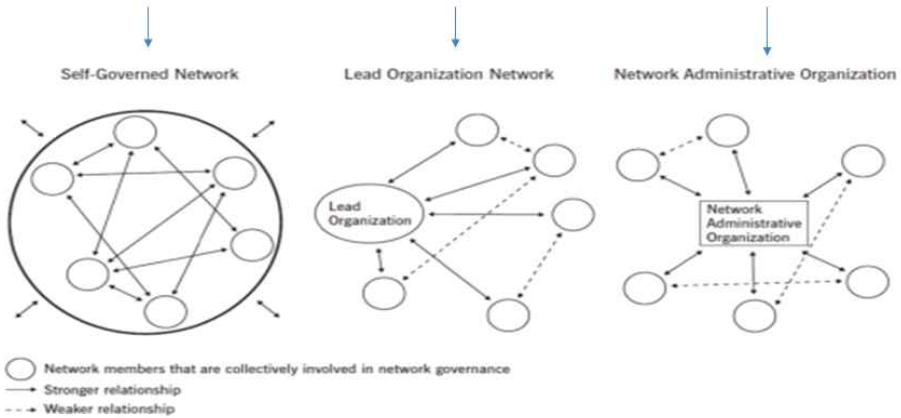 Self-Governed Network
Lead Organization Network
Network Administrative Organization
Lead
Organization
Network
Administrative
Organization
Network members that are collectively involved in network governance
Stronger relationship
Weaker relationship